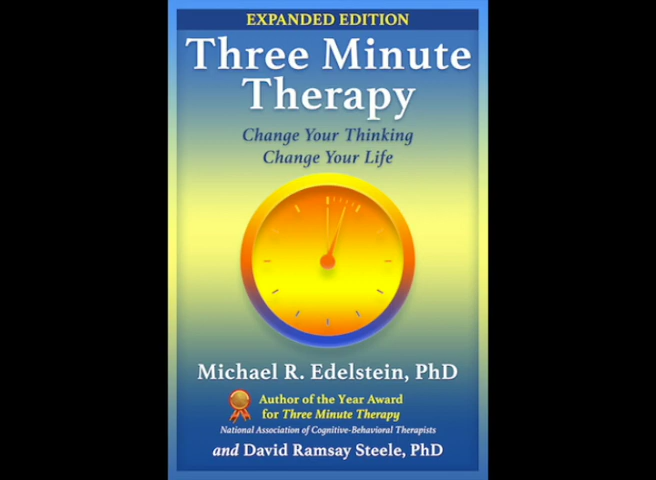 EXPANDED EDITION
Three Minute
Therapy
Change Your Thinking
Change Your Life
Michael R. Edelstein, PhD
Author of the Year Award
for Three Minute Therapy
National Association of Cognitive-Behavioral Therapists
and David Ramsay Steele, PhD